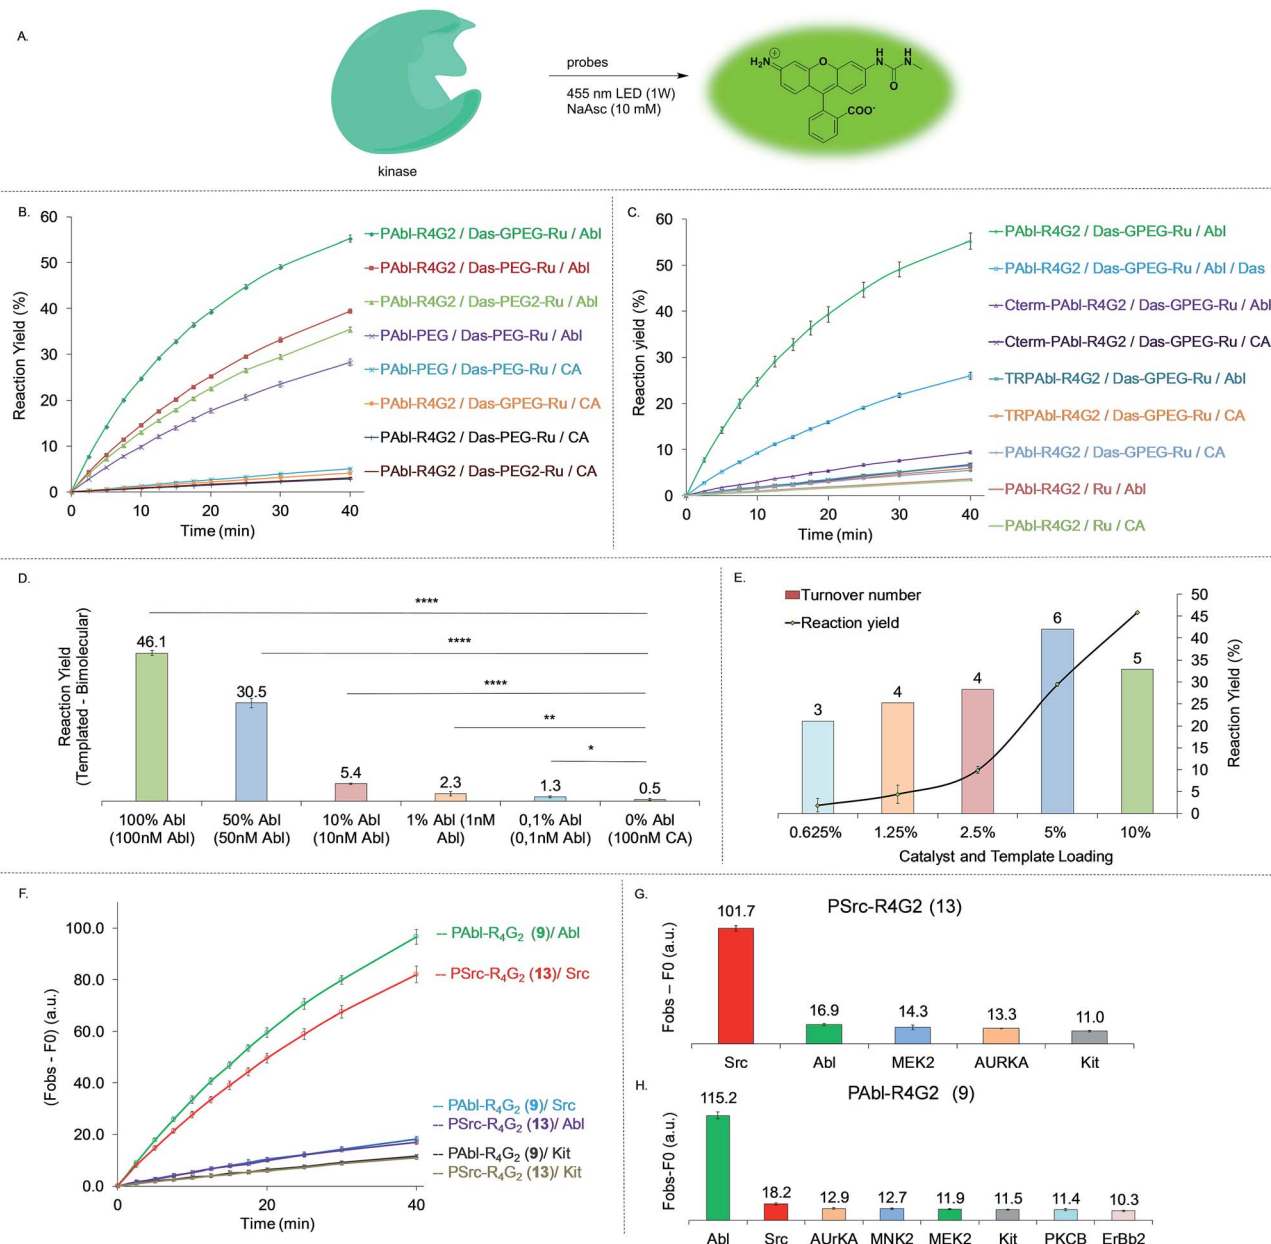 A.
kinase
probes
455 nm LED (1W)
NaAsc (10 mM)
H2N
+
O
H
N
H
N
O
COO-
B.
Reaction Yield (%)
60
50
40
30
20
10
0
0
10
20
30
40
Time (min)
PAbl-R4G2 / Das-GPEG-Ru / Abl
PAbl-R4G2 / Das-PEG-Ru / Abl
PAbl-R4G2 / Das-PEG2-Ru / Abl
PAbl-PEG / Das-PEG-Ru / Abl
PAbl-PEG / Das-PEG-Ru / CA
PAbl-R4G2 / Das-GPEG-Ru / CA
PAbl-R4G2 / Das-PEG-Ru / CA
PAbl-R4G2 / Das-PEG2-Ru / CA
C.
Reaction yield (%)
60
50
40
30
20
10
0
0
10
20
30
40
Time (min)
PAbl-R4G2 / Das-GPEG-Ru / Abl
PAbl-R4G2 / Das-GPEG-Ru / Abl / Das
Cterm-PAbl-R4G2 / Das-GPEG-Ru / Abl
Cterm-PAbl-R4G2 / Das-GPEG-Ru / CA
TRPAbl-R4G2 / Das-GPEG-Ru / Abl
TRPAbl-R4G2 / Das-GPEG-Ru / CA
PAbl-R4G2 / Das-GPEG-Ru / CA
PAbl-R4G2 / Ru / Abl
PAbl-R4G2 / Ru / CA
D.
Reaction Yield
(Templated - Bimolecular)
****
****
****
**
*
46.1
30.5
5.4
2.3
1.3
0.5
100% Abl
(100nM Abl)
50% Abl
(50nM Abl)
10% Abl
(10nM Abl)
1% Abl (1nM
Abl)
0,1% Abl
(0,1nM Abl)
0% Abl
(100nM CA)
E.
Turnover number
Reaction yield
3
4
4
6
5
50
45
40
35
30
25
20
15
10
5
0
Reaction Yield (%)
0.625%
1.25%
2.5%
5%
10%
Catalyst and Template Loading
F.
(Fobs - F0) (a.u.)
100.0
80.0
60.0
40.0
20.0
0.0
0
20
40
Time (min)
--- PAbl-R4G2 (9)/ Abl
--- PSrc-R4G2 (13)/ Src
--- PAbl-R4G2 (9)/ Src
--- PSrc-R4G2 (13)/ Abl
--- PAbl-R4G2 (9)/ Kit
--- PSrc-R4G2 (13)/ Kit
G.
PSrc-R4G2 (13)
Fobs – F0 (a.u.)
101.7
16.9
14.3
13.3
11.0
Src
Abl
MEK2
AURKA
Kit
H.
PAbl-R4G2 (9)
Fobs-F0 (a.u.)
115.2
18.2
12.9
12.7
11.9
11.5
11.4
10.3
Abl
Src
AUrKA
MNK2
MEK2
Kit
PKCB
ErBb2